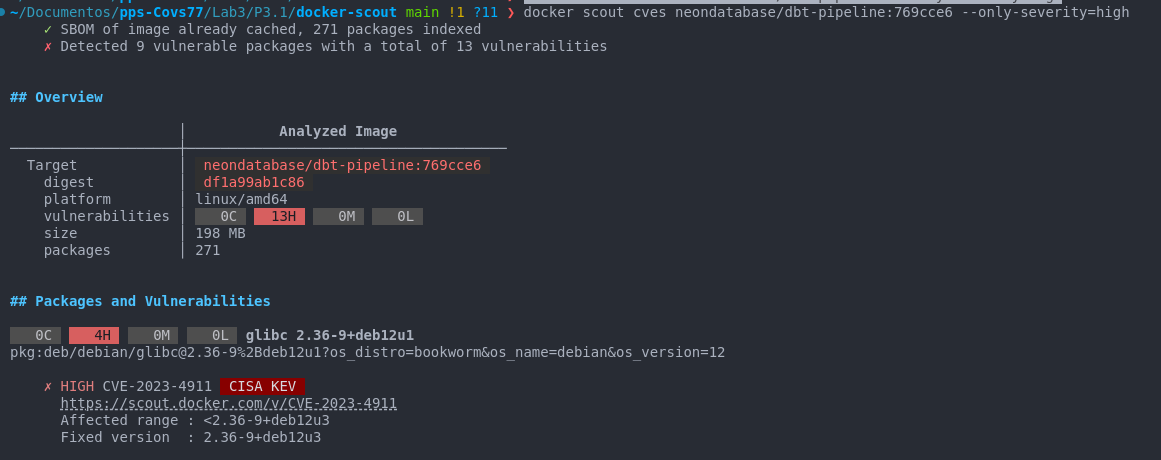 ~/Documentos/pps-Covs77/Lab3/P3.1/docker-scout main !1 ?11 ❯ docker scout cves neondatabase/dbt-pipeline:769cce6 --only-severity=high
✓ SBOM of image already cached, 271 packages indexed
✗ Detected 9 vulnerable packages with a total of 13 vulnerabilities
## Overview
│ Analyzed Image
Target │ neondatabase/dbt-pipeline:769cce6
digest │ df1a99ab1c86
platform │ linux/amd64
vulnerabilities │ 0C 13H 0M 0L
size │ 198 MB
packages │ 271
## Packages and Vulnerabilities
0C 4H 0M 0L glibc 2.36-9+deb12u1
pkg:deb/debian/glibc@2.36-9%2Bdeb12u1?os_distro=bookworm&os_name=debian&os_version=12
✗ HIGH CVE-2023-4911 CISA KEV
https://scout.docker.com/v/CVE-2023-4911
Affected range : <2.36-9+deb12u3
Fixed version : 2.36-9+deb12u3